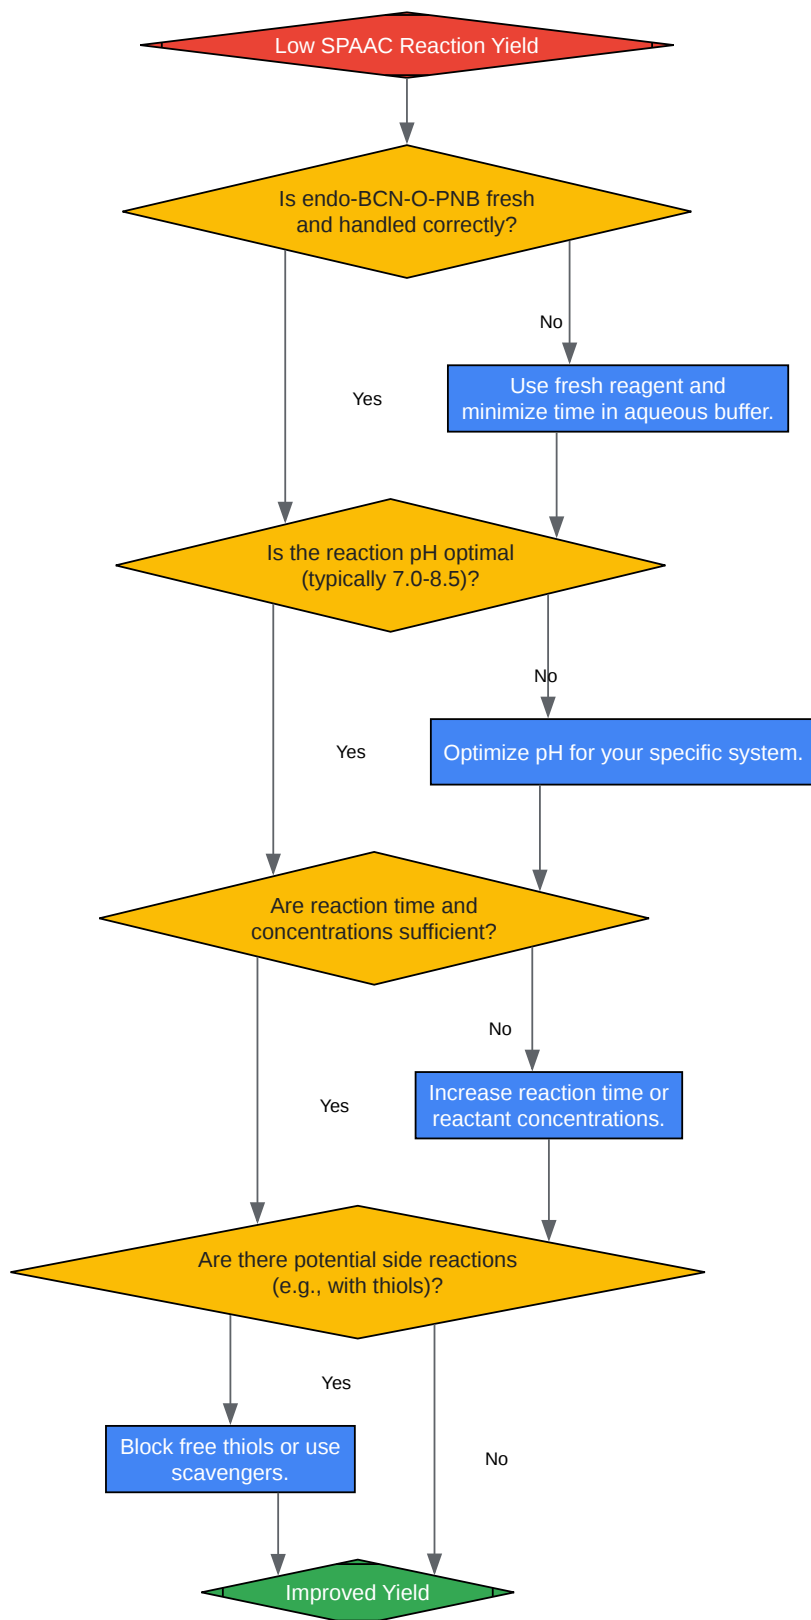 Low SPAAC Reaction Yield
Is endo-BCN-O-PNB fresh
and handled correctly?
No
Yes
Use fresh reagent and
minimize time in aqueous buffer.
Is the reaction pH optimal
(typically 7.0-8.5)?
No
Yes
Optimize pH for your specific system.
Are reaction time and
concentrations sufficient?
No
Yes
Increase reaction time or
reactant concentrations.
Are there potential side reactions
(e.g., with thiols)?
Yes
No
Block free thiols or use
scavengers.
Improved Yield